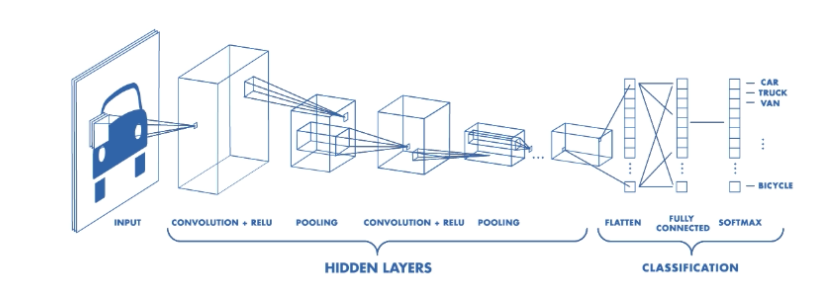 CAR
TRUCK
VAN
BICYCLE
INPUT
CONVOLUTION + RELU
POOLING
CONVOLUTION + RELU
POOLING
FLATTEN
FULLY
CONNECTED
SOFTMAX
HIDDEN LAYERS
CLASSIFICATION